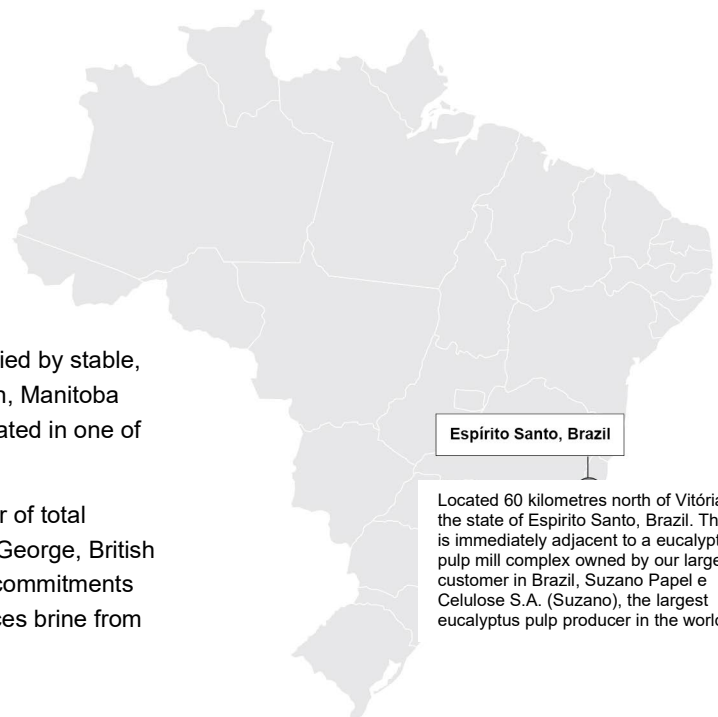 ied by stable,
n, Manitoba
ated in one of
r of total
George, British
commitments
ces brine from
Espírito Santo, Brazil
Located 60 kilometres north of Vitória
the state of Espirito Santo, Brazil. Th
is immediately adjacent to a eucalypt
pulp mill complex owned by our large
customer in Brazil, Suzano Papel e
Celulose S.A. (Suzano), the largest
eucalyptus pulp producer in the world